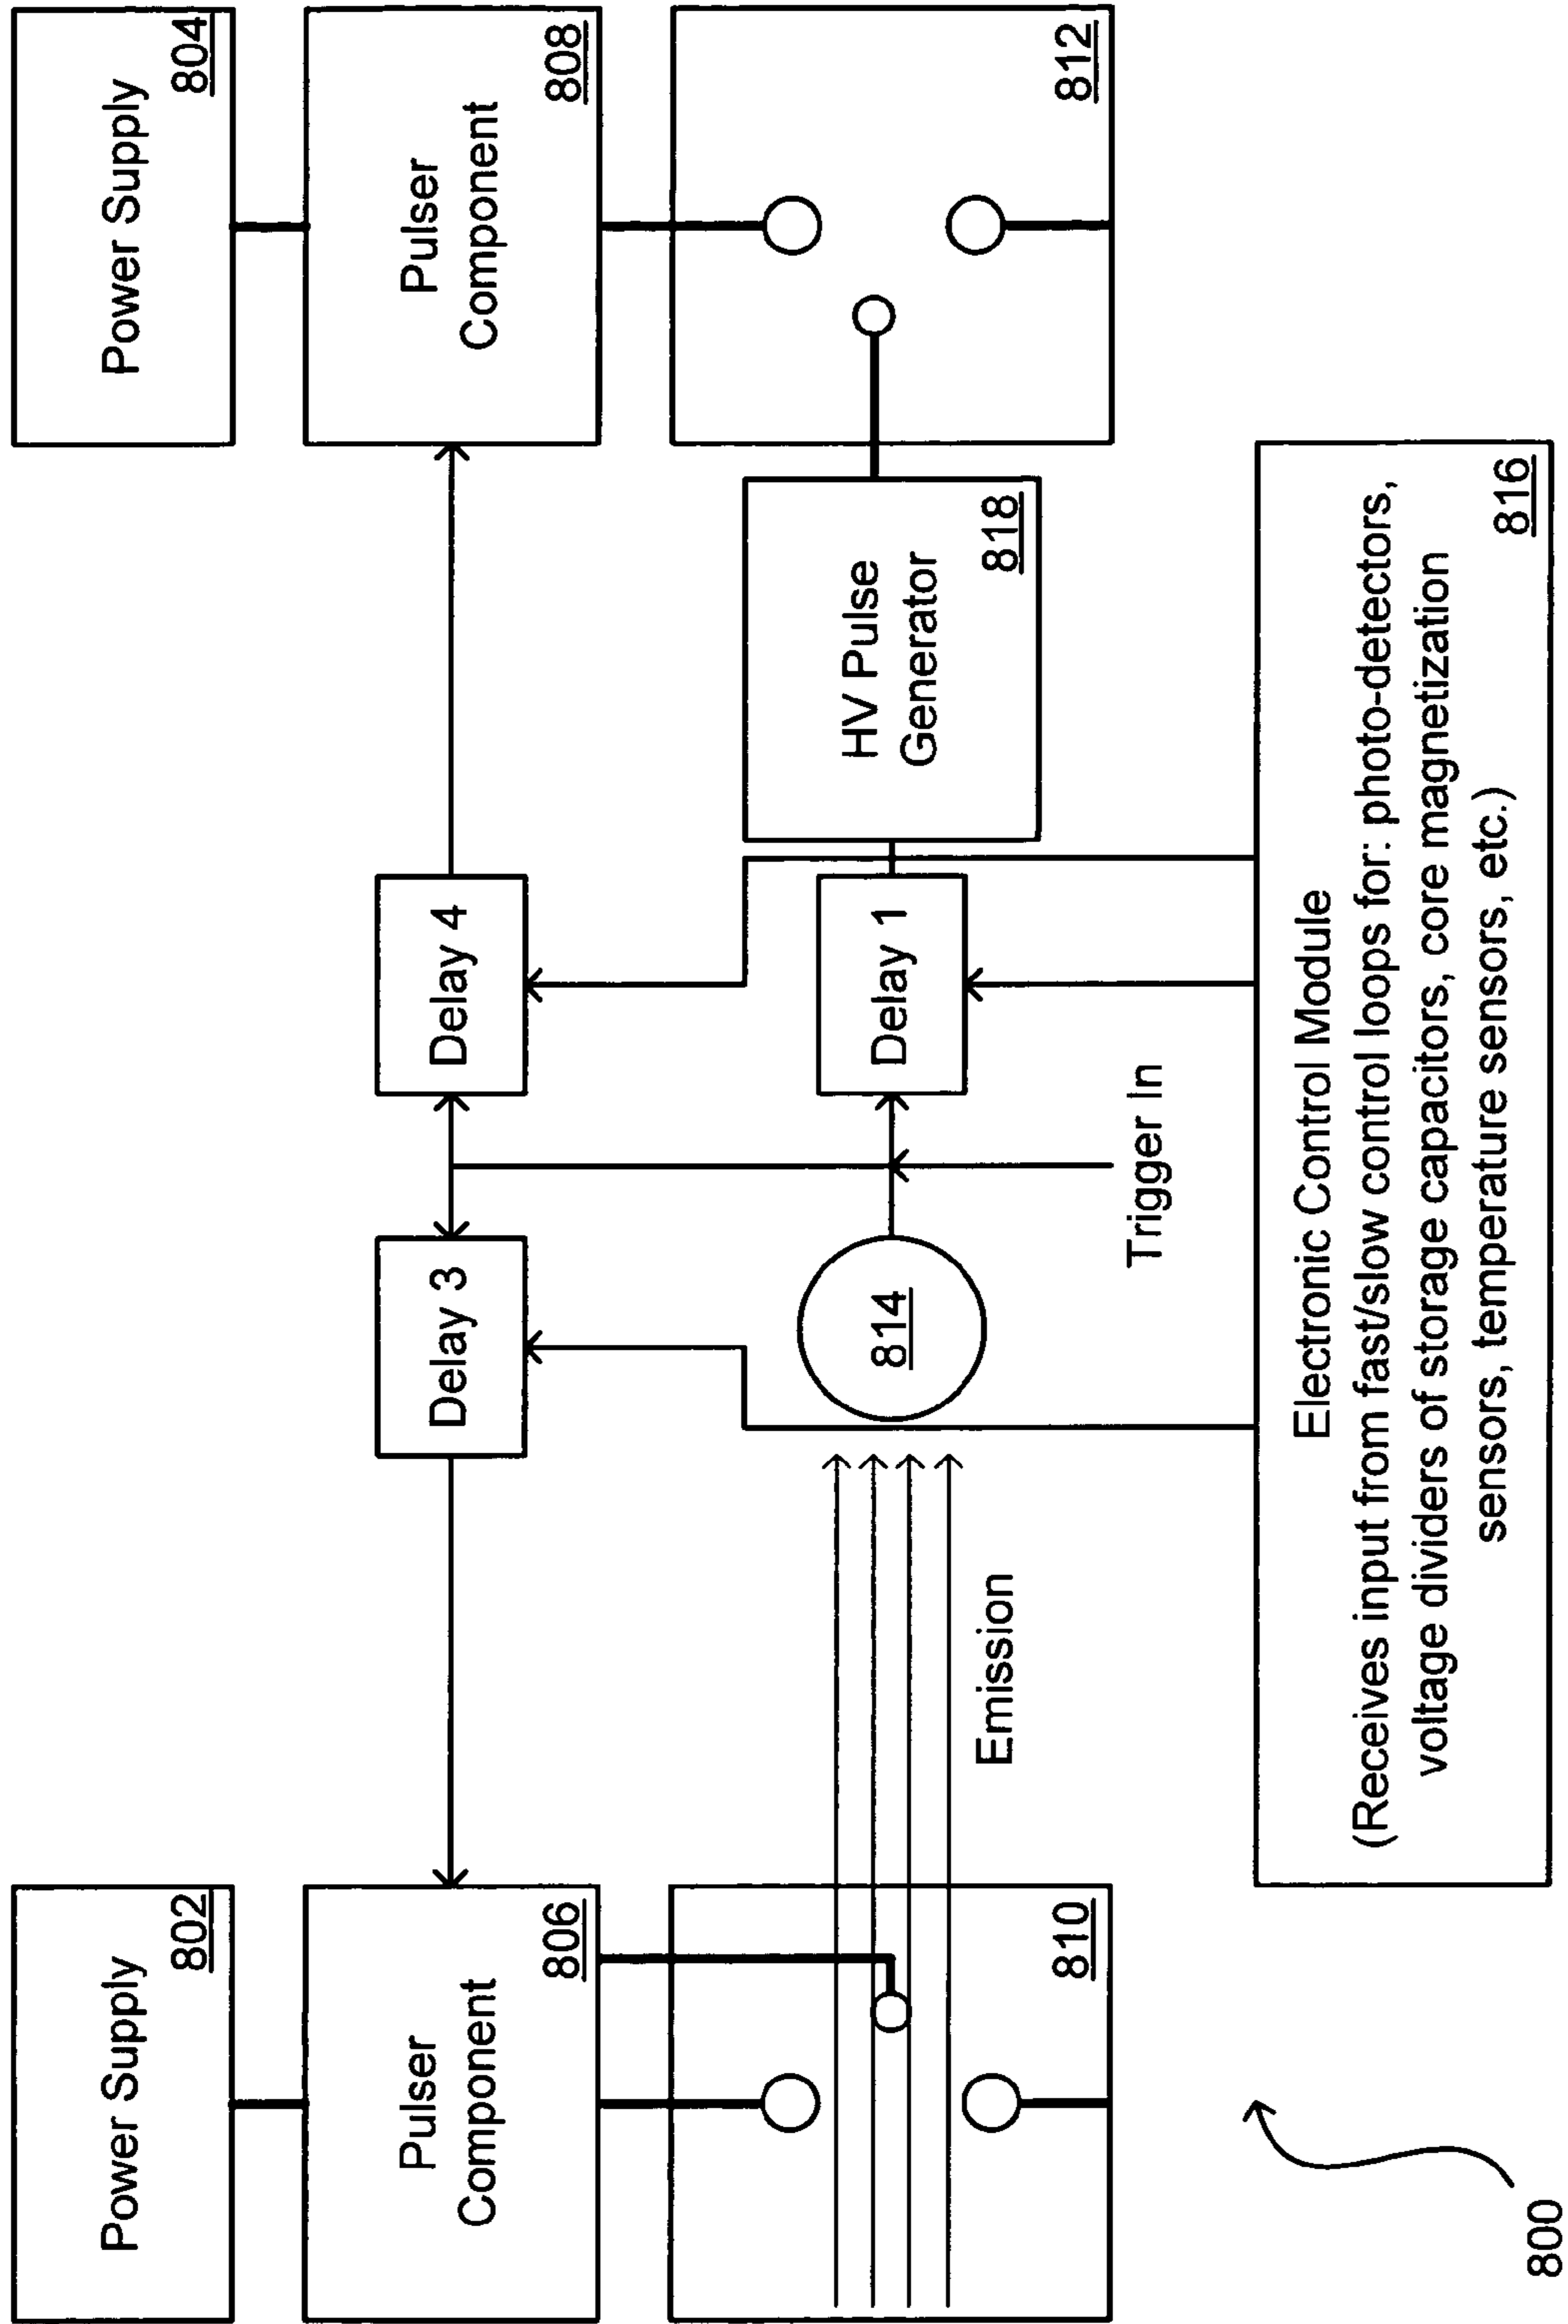 Power Supply
802
Power Supply
804
Pulser
Component
806
Delay 3
Delay 4
Pulser
Component
808
810
Emission
814
Trigger In
Delay 1
HV Pulse
Generator
818
812
Electronic Control Module
(Receives input from fast/slow control loops for: photo-detectors,
voltage dividers of storage capacitors, core magnetization
sensors, temperature sensors, etc.)
816
800